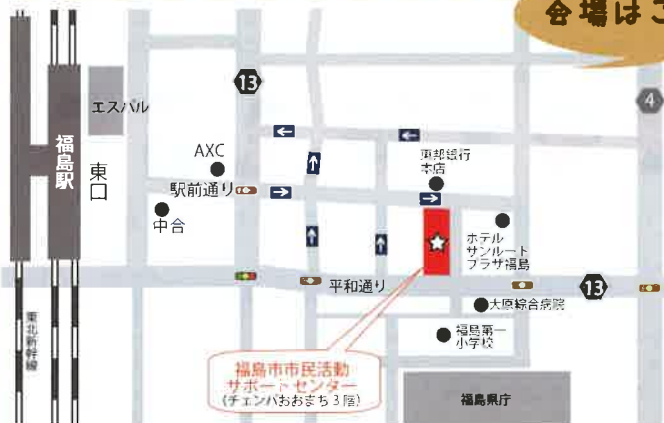 会場はこ
13
4
エスパル
福島駅
東口
AXC
駅前通り
中合
東邦銀行
本店
ホテル
サンルート
プラザ福島
平和通り
13
大原綜合病院
福島第一
小学校
東北新幹線
福島市市民活動
サポートセンター
(チェンバおおまち3階)
福島県庁